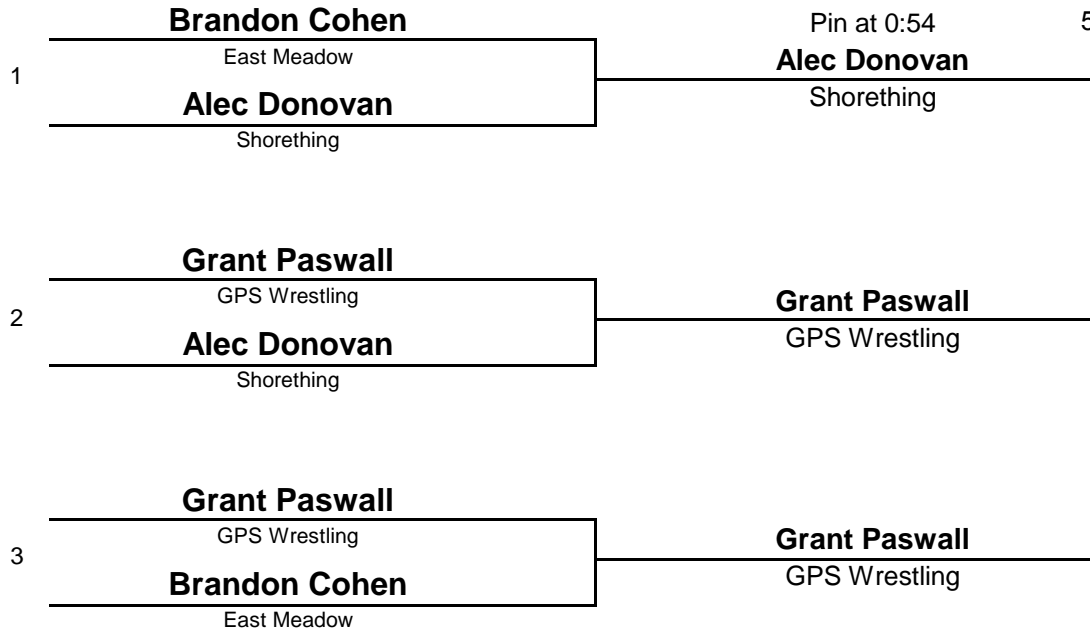 Brandon Cohen
East Meadow
1
Alec Donovan
Shorething
Pin at 0:54
Alec Donovan
Shorething
Grant Paswall
GPS Wrestling
2
Alec Donovan
Shorething
Grant Paswall
GPS Wrestling
Grant Paswall
GPS Wrestling
3
Brandon Cohen
East Meadow
Grant Paswall
GPS Wrestling